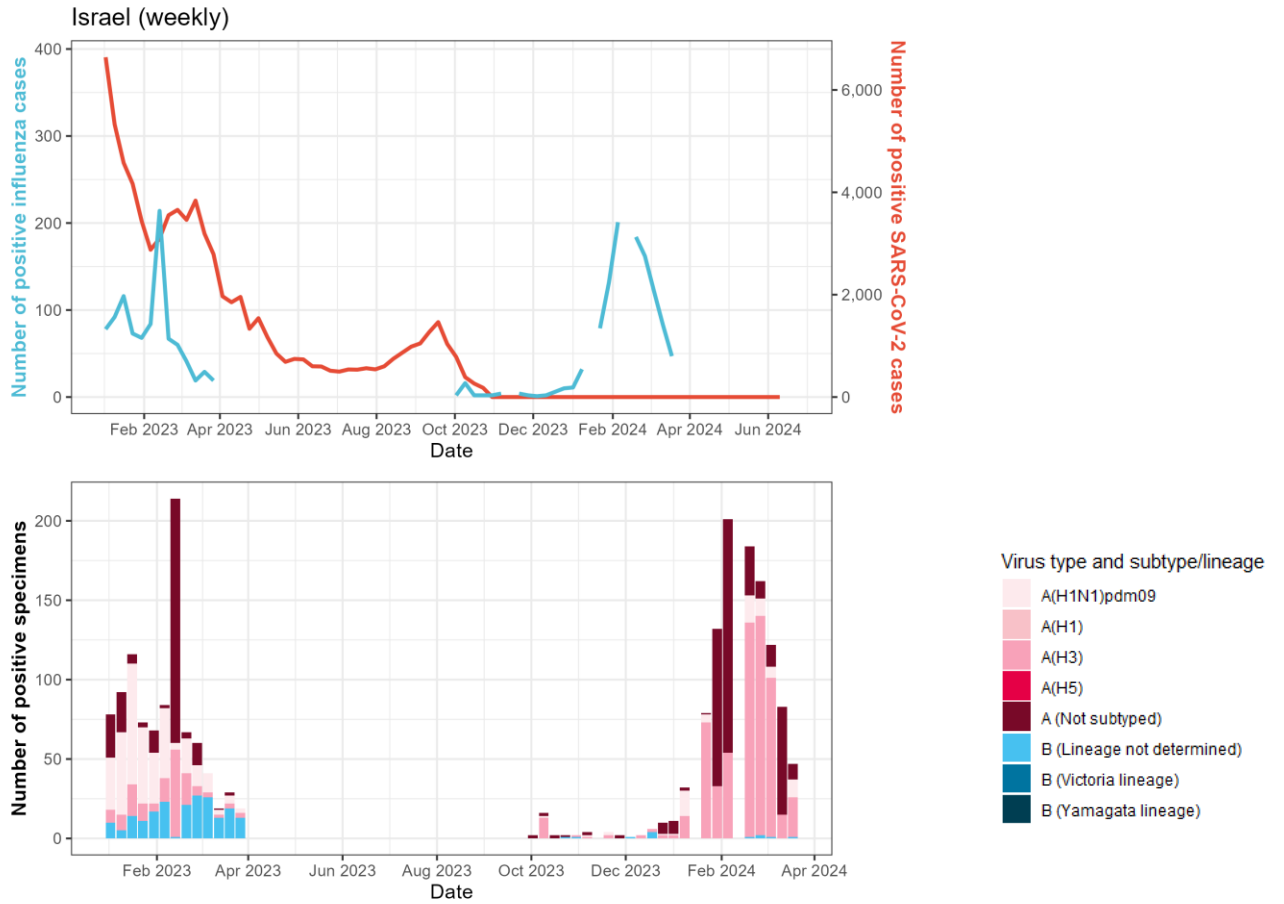 Israel (weekly)
Number of positive influenza cases
400
300
200
100
0
Number of positive SARS-CoV-2 cases
6,000
4,000
2,000
0
Feb 2023 Apr 2023 Jun 2023 Aug 2023 Oct 2023 Dec 2023 Feb 2024 Apr 2024 Jun 2024
Date
Number of positive specimens
200
150
100
50
0
Feb 2023 Apr 2023 Jun 2023 Aug 2023 Oct 2023 Dec 2023 Feb 2024 Apr 2024
Date
Virus type and subtype/lineage
A(H1N1)pdm09
A(H1)
A(H3)
A(H5)
A (Not subtyped)
B (Lineage not determined)
B (Victoria lineage)
B (Yamagata lineage)